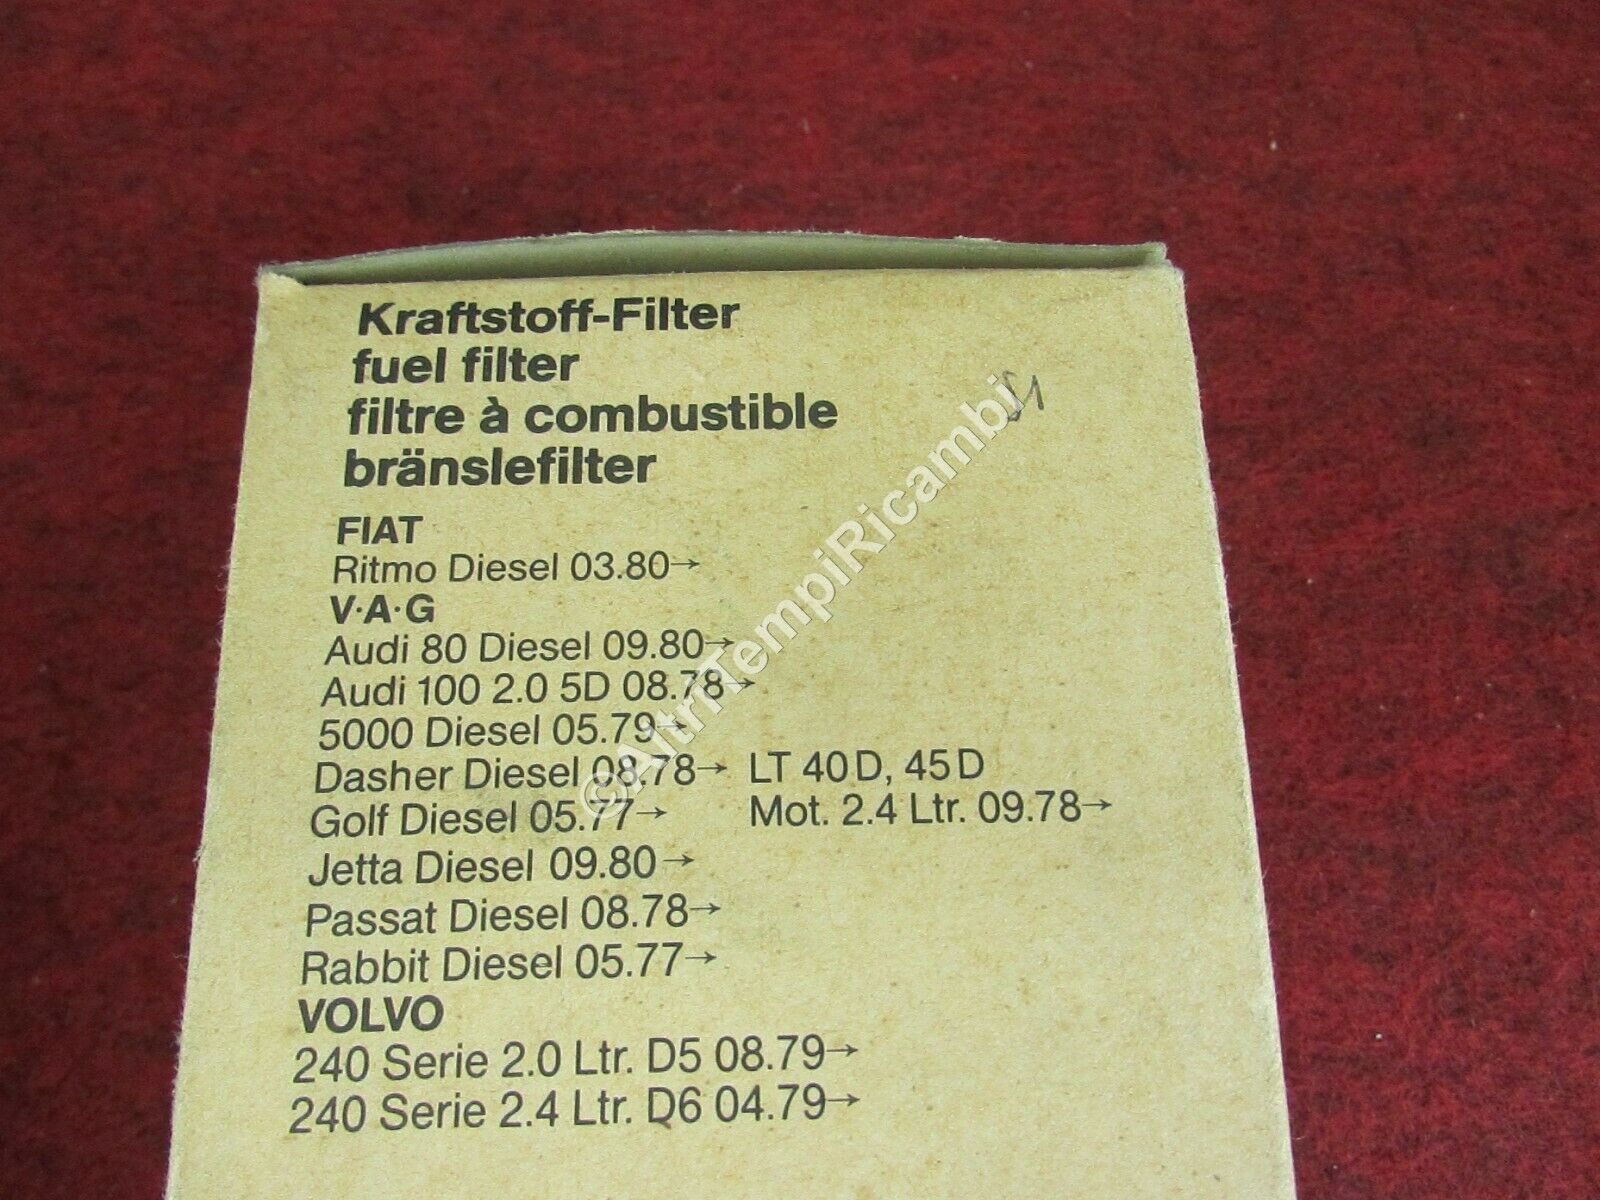 Kraftstoff-Filter
fuel filter
filtre à combustible
bränslefilter
FIAT
Ritmo Diesel 03.80→
V·A·G
Audi 80 Diesel 09.80→
Audi 100 2.0 5D 08.78→
5000 Diesel 05.79→
Dasher Diesel 08.78→ LT 40 D, 45 D
Golf Diesel 05.77→ Mot. 2.4 Ltr. 09.78→
Jetta Diesel 09.80→
Passat Diesel 08.78→
Rabbit Diesel 05.77→
VOLVO
240 Serie 2.0 Ltr. D5 08.79→
240 Serie 2.4 Ltr. D6 04.79→
©AltriTempiRicambi